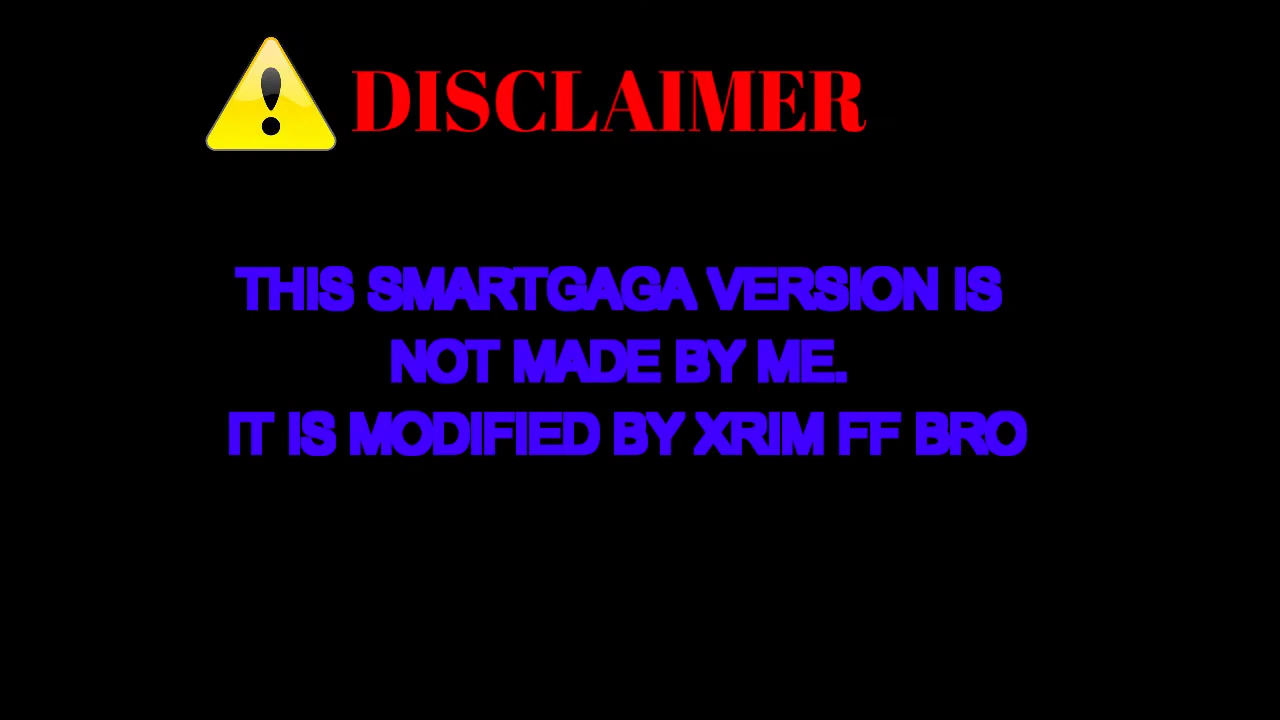 DISCLAIMER
THIS SMARTGAGA VERSION IS
NOT MADE BY ME.
IT IS MODIFIED BY XRIM FF BRO